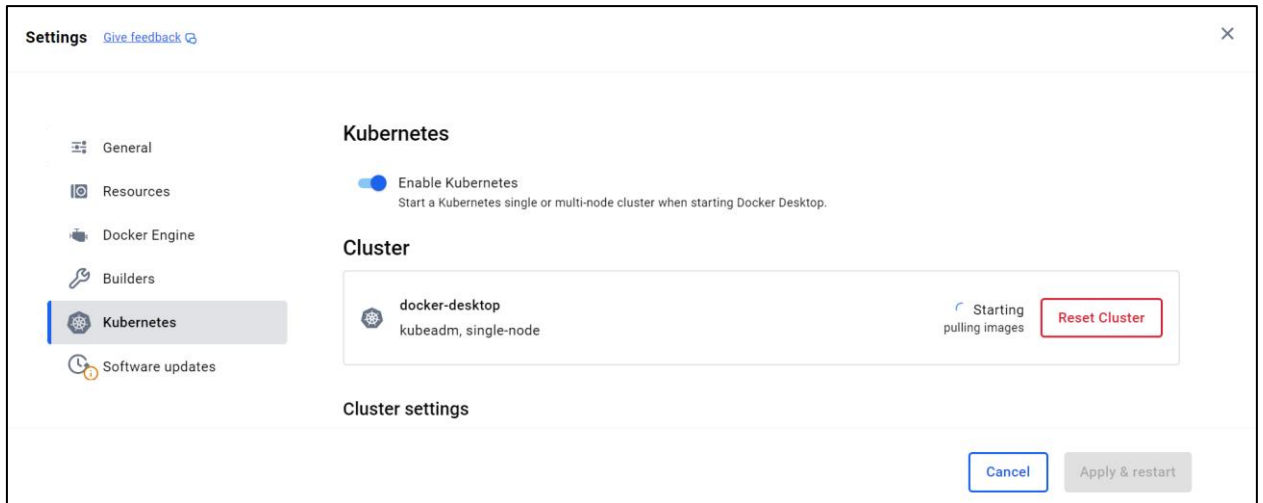 Settings Give feedback
General
Resources
Docker Engine
Builders
Kubernetes
Software updates
Kubernetes
Enable Kubernetes
Start a Kubernetes single or multi-node cluster when starting Docker Desktop.
Cluster
docker-desktop
kubeadm, single-node
Starting
pulling images
Reset Cluster
Cluster settings
Cancel
Apply & restart